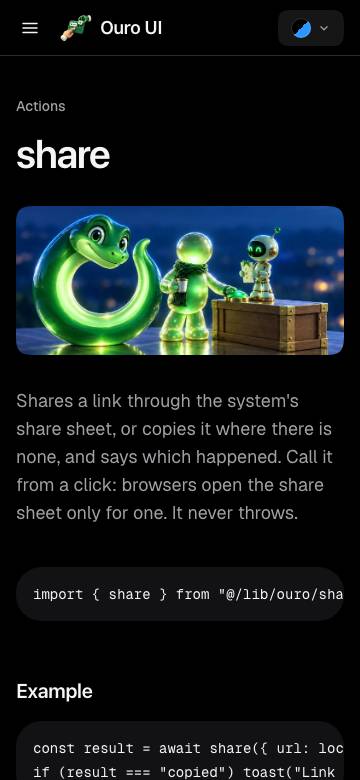 Ouro UI
Actions
share
Shares a link through the system's
share sheet, or copies it where there is
none, and says which happened. Call it
from a click: browsers open the share
sheet only for one. It never throws.
import { share } from "@/lib/ouro/sha
Example
const result = await share({ url: loc
if (result === "copied") toast("Link